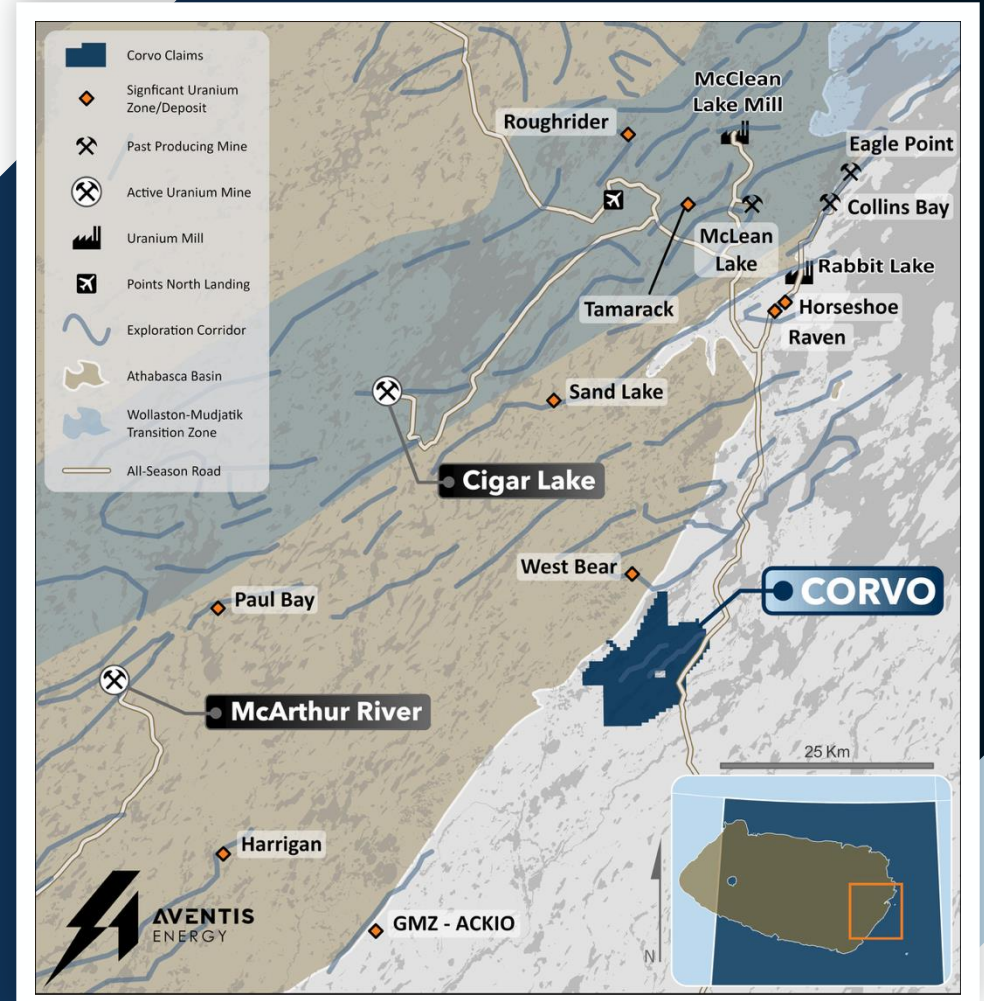 Corvo Claims
Signficant Uranium
Zone/Deposit
Past Producing Mine
Active Uranium Mine
Uranium Mill
Points North Landing
Exploration Corridor
Athabasca Basin
Wollaston-Mudjatik
Transition Zone
All-Season Road
McClean
Lake Mill
Roughrider
Eagle Point
Collins Bay
McLean
Lake
Rabbit Lake
Tamarack
Horseshoe
Raven
Sand Lake
Cigar Lake
West Bear
CORVO
Paul Bay
McArthur River
25 Km
Harrigan
GMZ - ACKIO
N
AVENTIS
ENERGY